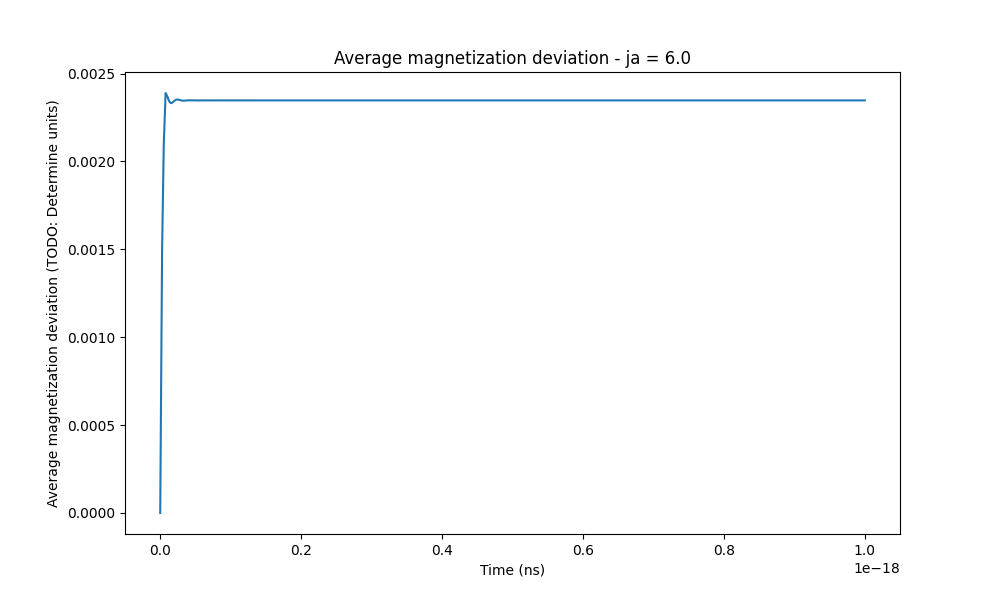 Average magnetization deviation - ja = 6.0
Average magnetization deviation (TODO: Determine units)
0.0025
0.0020
0.0015
0.0010
0.0005
0.0000
0.0 0.2 0.4 0.6 0.8 1.0
1e−18
Time (ns)